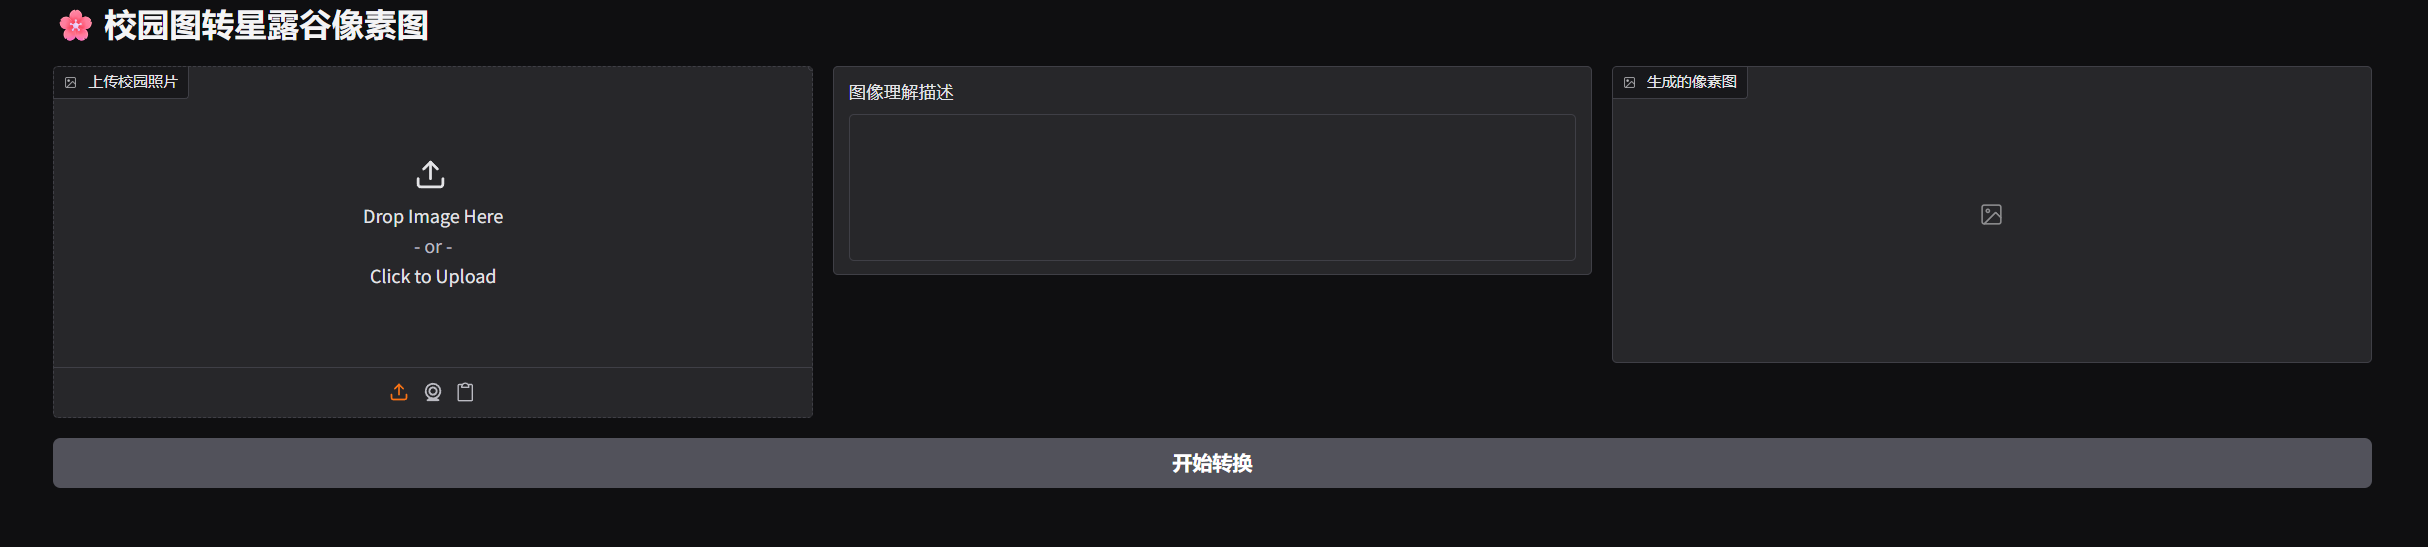 🌸 校园图转星露谷像素图
上传校园照片
Drop Image Here
- or -
Click to Upload
图像理解描述
生成的像素图
开始转换